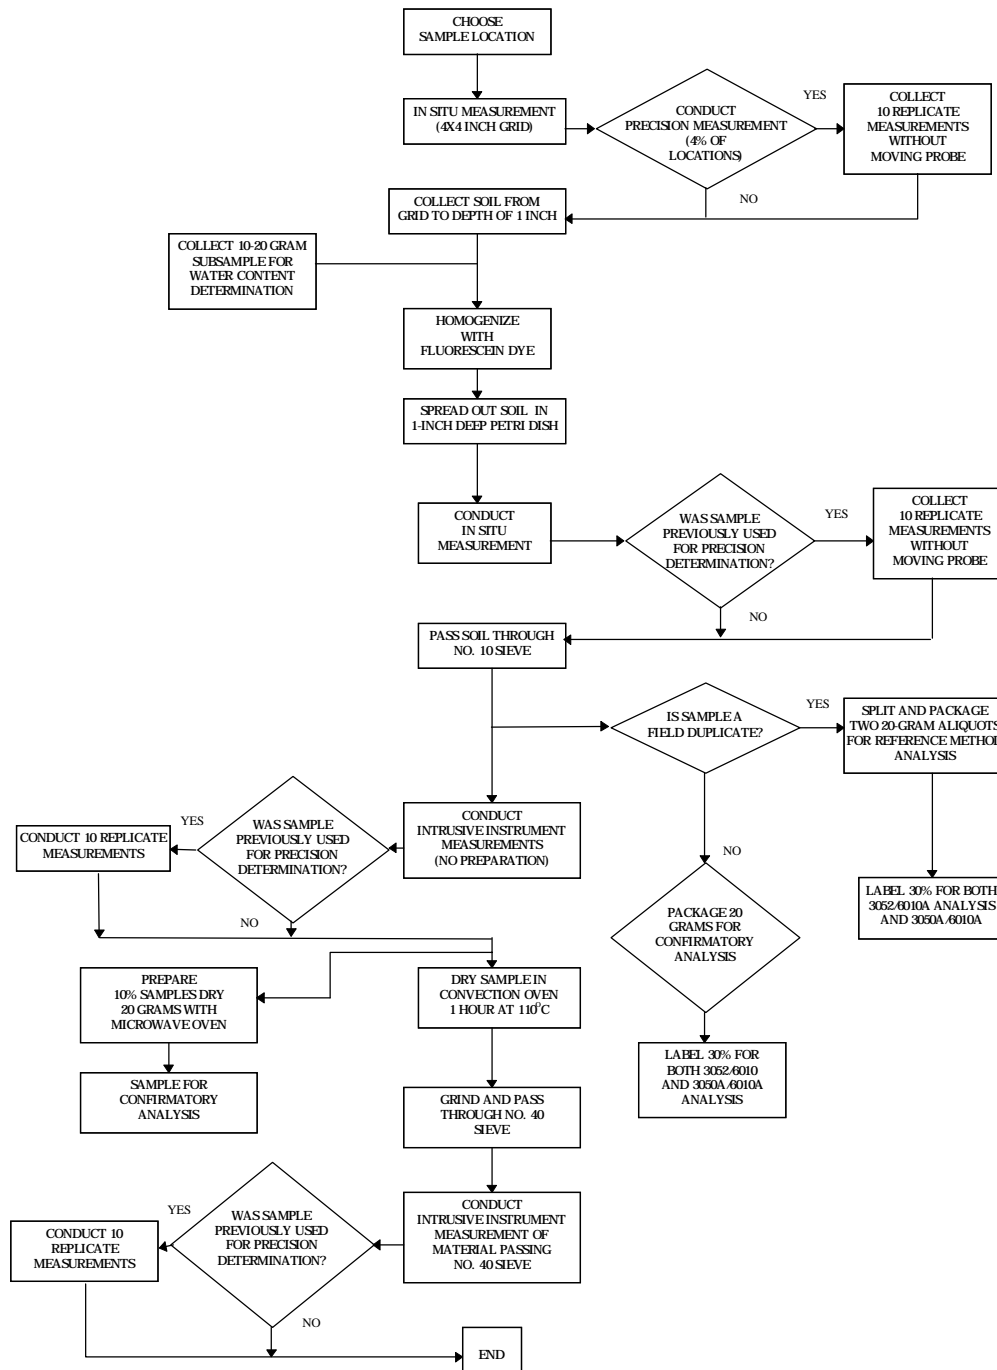 CHOOSE
SAMPLE LOCATION
IN SITU MEASUREMENT
(4X4 INCH GRID)
CONDUCT
PRECISION MEASUREMENT
(4% OF
LOCATIONS)
YES
COLLECT
10 REPLICATE
MEASUREMENTS
WITHOUT
MOVING PROBE
NO
COLLECT SOIL FROM
GRID TO DEPTH OF 1 INCH
COLLECT 10-20 GRAM
SUBSAMPLE FOR
WATER CONTENT
DETERMINATION
HOMOGENIZE
WITH
FLUORESCEIN DYE
SPREAD OUT SOIL IN
1-INCH DEEP PETRI DISH
CONDUCT
IN SITU
MEASUREMENT
WAS SAMPLE
PREVIOUSLY USED
FOR PRECISION
DETERMINATION?
YES
COLLECT
10 REPLICATE
MEASUREMENTS
WITHOUT
MOVING PROBE
NO
PASS SOIL THROUGH
NO. 10 SIEVE
IS SAMPLE A
FIELD DUPLICATE?
YES
SPLIT AND PACKAGE
TWO 20-GRAM ALIQUOTS
FOR REFERENCE METHOD
ANALYSIS
CONDUCT
INTRUSIVE INSTRUMENT
MEASUREMENTS
(NO PREPARATION)
WAS SAMPLE
PREVIOUSLY USED
FOR PRECISION
DETERMINATION?
YES
CONDUCT 10 REPLICATE
MEASUREMENTS
NO
NO
PACKAGE 20
GRAMS FOR
CONFIRMATORY
ANALYSIS
LABEL 30% FOR BOTH
3052/6010A ANALYSIS
AND 3050A/6010A
PREPARE
10% SAMPLES DRY
20 GRAMS WITH
MICROWAVE OVEN
DRY SAMPLE IN
CONVECTION OVEN
1 HOUR AT 110°C
LABEL 30% FOR
BOTH 3052/6010
AND 3050A/6010A
ANALYSIS
SAMPLE FOR
CONFIRMATORY
ANALYSIS
GRIND AND PASS
THROUGH NO. 40
SIEVE
CONDUCT
INTRUSIVE INSTRUMENT
MEASUREMENT OF
MATERIAL PASSING
NO. 40 SIEVE
WAS SAMPLE
PREVIOUSLY USED
FOR PRECISION
DETERMINATION?
YES
CONDUCT 10
REPLICATE
MEASUREMENTS
NO
END